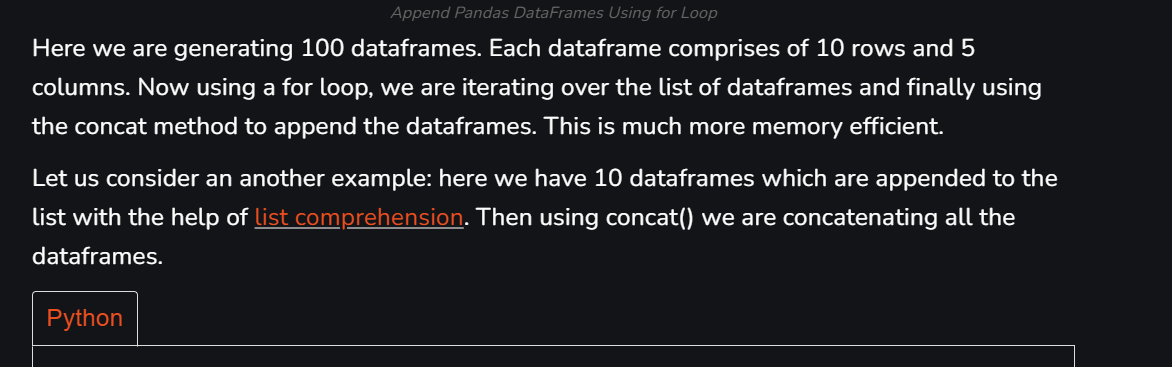 Append Pandas DataFrames Using for Loop
Here we are generating 100 dataframes. Each dataframe comprises of 10 rows and 5
columns. Now using a for loop, we are iterating over the list of dataframes and finally using
the concat method to append the dataframes. This is much more memory efficient.
Let us consider an another example: here we have 10 dataframes which are appended to the
list with the help of list comprehension. Then using concat() we are concatenating all the
dataframes.
Python